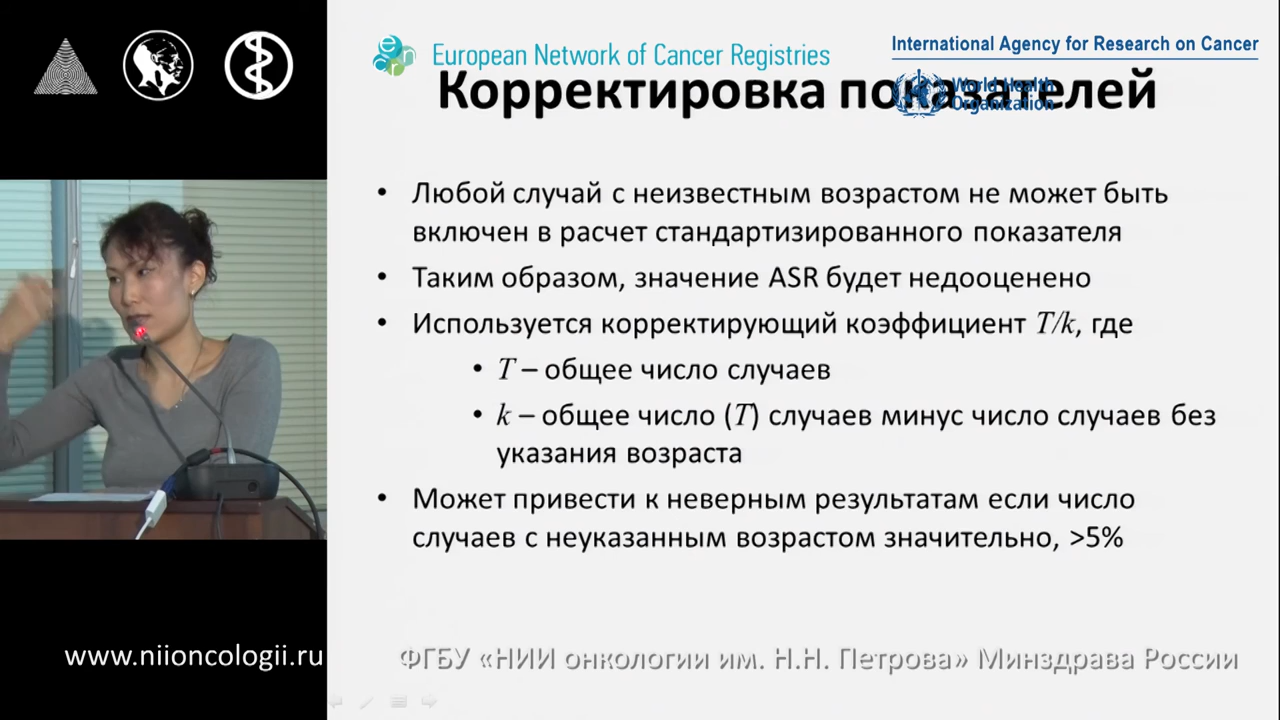 European Network of Cancer Registries
International Agency for Research on Cancer
World Health
Organization
Корректировка показателей
• Любой случай с неизвестным возрастом не может быть
включен в расчет стандартизированного показателя
• Таким образом, значение ASR будет недооценено
• Используется корректирующий коэффициент T/k, где
• T – общее число случаев
• k – общее число (T) случаев минус число случаев без
указания возраста
• Может привести к неверным результатам если число
случаев с неуказанным возрастом значительно, >5%
www.niioncologii.ru
ФГБУ «НИИ онкологии им. Н.Н. Петрова» Минздрава России